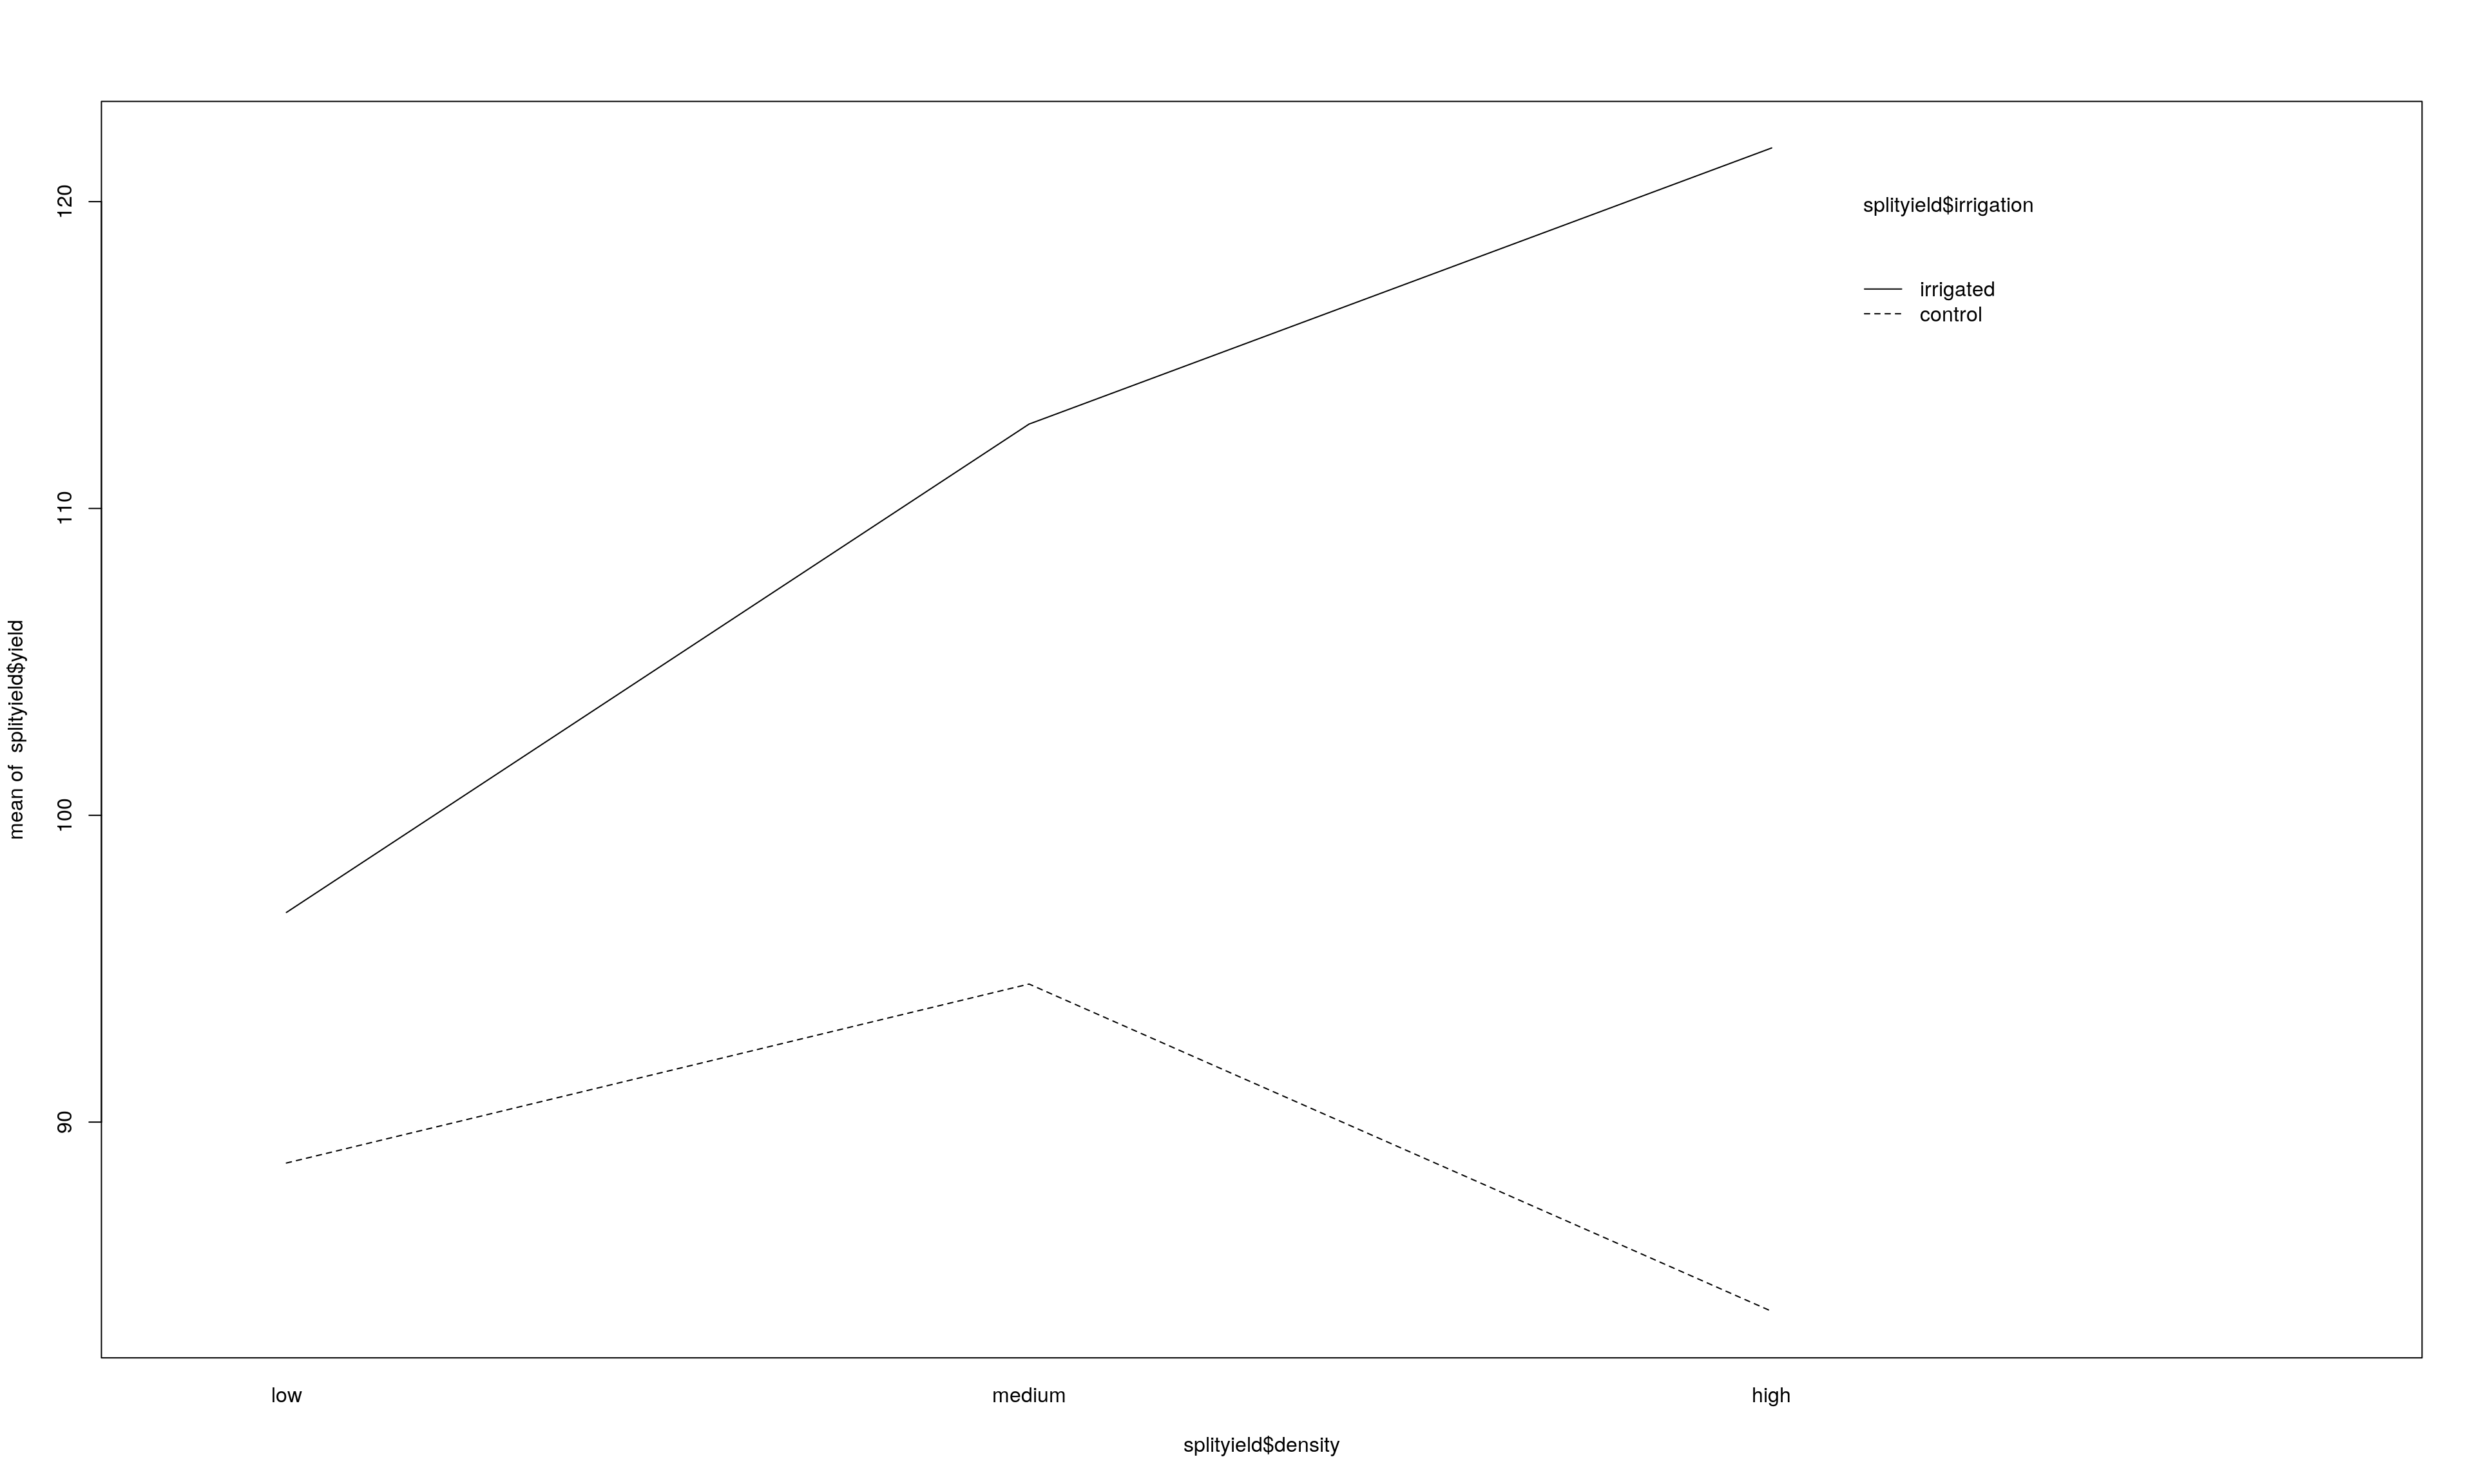 120
110
100
90
mean of  splityield$yield
splityield$irrigation
irrigated
control
low
medium
high
splityield$density